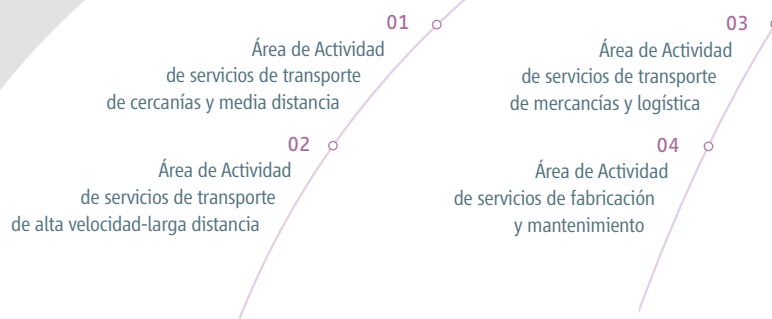 01
Área de Actividad
de servicios de transporte
de cercanías y media distancia
02
Área de Actividad
de servicios de transporte
de alta velocidad-larga distancia
03
Área de Actividad
de servicios de transporte
de mercancías y logística
04
Área de Actividad
de servicios de fabricación
y mantenimiento